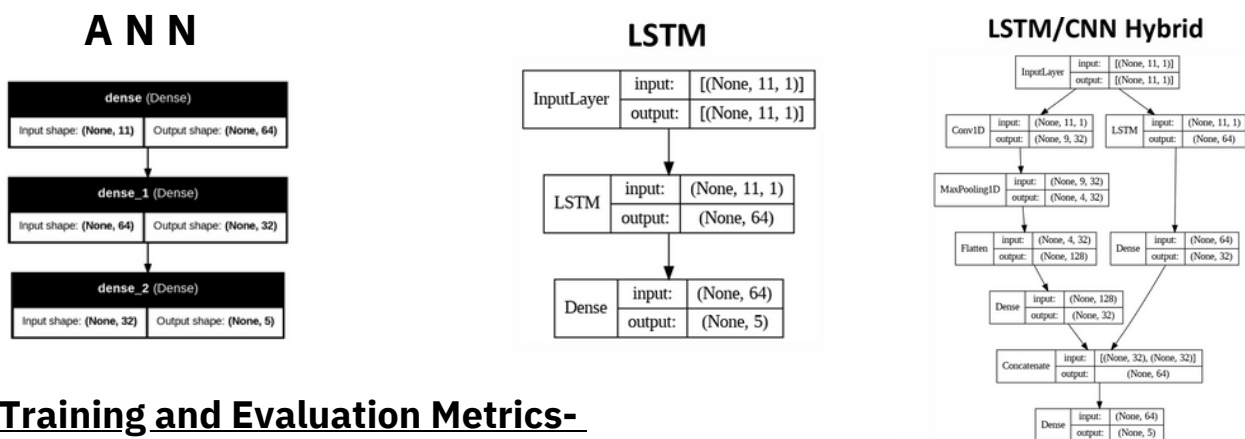 A N N
dense (Dense)
Input shape: (None, 11) Output shape: (None, 64)
dense_1 (Dense)
Input shape: (None, 64) Output shape: (None, 32)
dense_2 (Dense)
Input shape: (None, 32) Output shape: (None, 5)
LSTM
InputLayer input: [(None, 11, 1)]
output: [(None, 11, 1)]
LSTM input: (None, 11, 1)
output: (None, 64)
Dense input: (None, 64)
output: (None, 5)
LSTM/CNN Hybrid
InputLayer input: [(None, 11, 1)]
output: [(None, 11, 1)]
Conv1D input: (None, 11, 1)
output: (None, 9, 32)
LSTM input: (None, 11, 1)
output: (None, 64)
MaxPooling1D input: (None, 9, 32)
output: (None, 4, 32)
Flatten input: (None, 4, 32)
output: (None, 128)
Dense input: (None, 64)
output: (None, 32)
Dense input: (None, 128)
output: (None, 32)
Concatenate input: [(None, 32), (None, 32)]
output: (None, 64)
Dense input: (None, 64)
output: (None, 5)
Training and Evaluation Metrics-